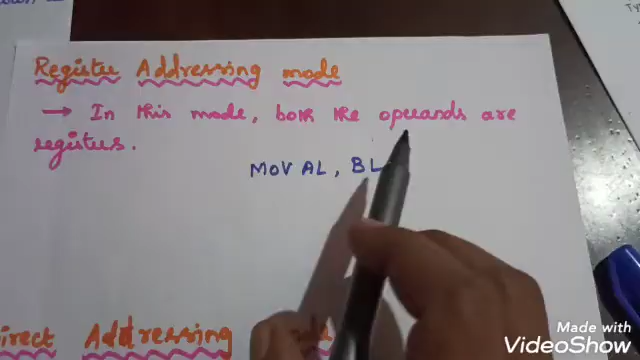 Register Addressing mode
→ In this mode, both the operands are
registers.
MOV AL, BL
irect Addressing
Made with
VideoShow